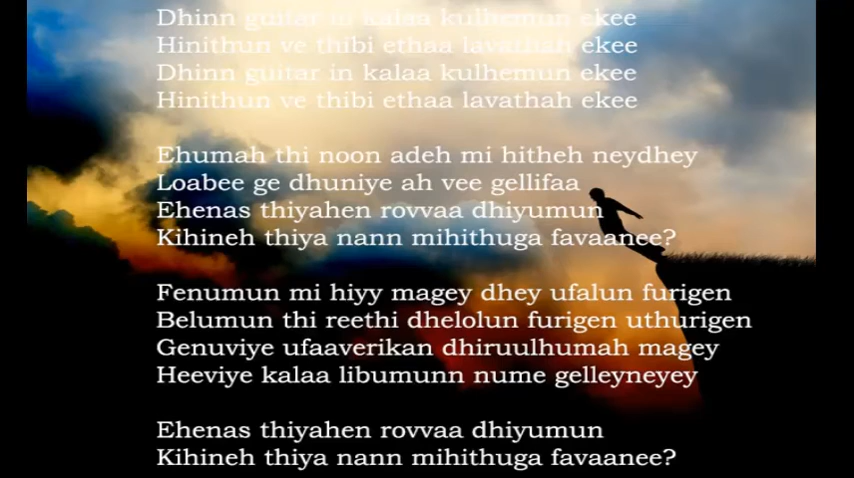 Dhinn guitar in kalaa kulhemun ekee
Hinithun ve thibi ethaa lavathah ekee
Dhinn guitar in kalaa kulhemun ekee
Hinithun ve thibi ethaa lavathah ekee
Ehumah thi noon adeh mi hitheh neydhey
Loabee ge dhuniye ah vee gellifaa
Ehenas thiyahen rovvaa dhiyumun
Kihineh thiya nann mihithuga favaanee?
Fenumun mi hiyy magey dhey ufalun furigen
Belumun thi reethi dhelolun furigen uthurigen
Genuviye ufaaverikan dhiruulhumah magey
Heeviye kalaa libumunn nume gelleyneyey
Ehenas thiyahen rovvaa dhiyumun
Kihineh thiya nann mihithuga favaanee?